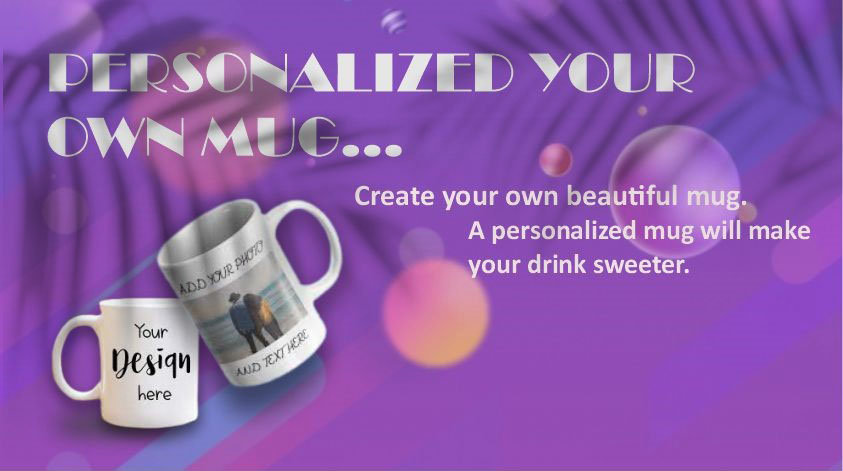 PERSONALIZED YOUR
OWN MUG...
Create your own beautiful mug.
A personalized mug will make
your drink sweeter.
ADD YOUR PHOTO
AND TEXT HERE
Your
Design
here